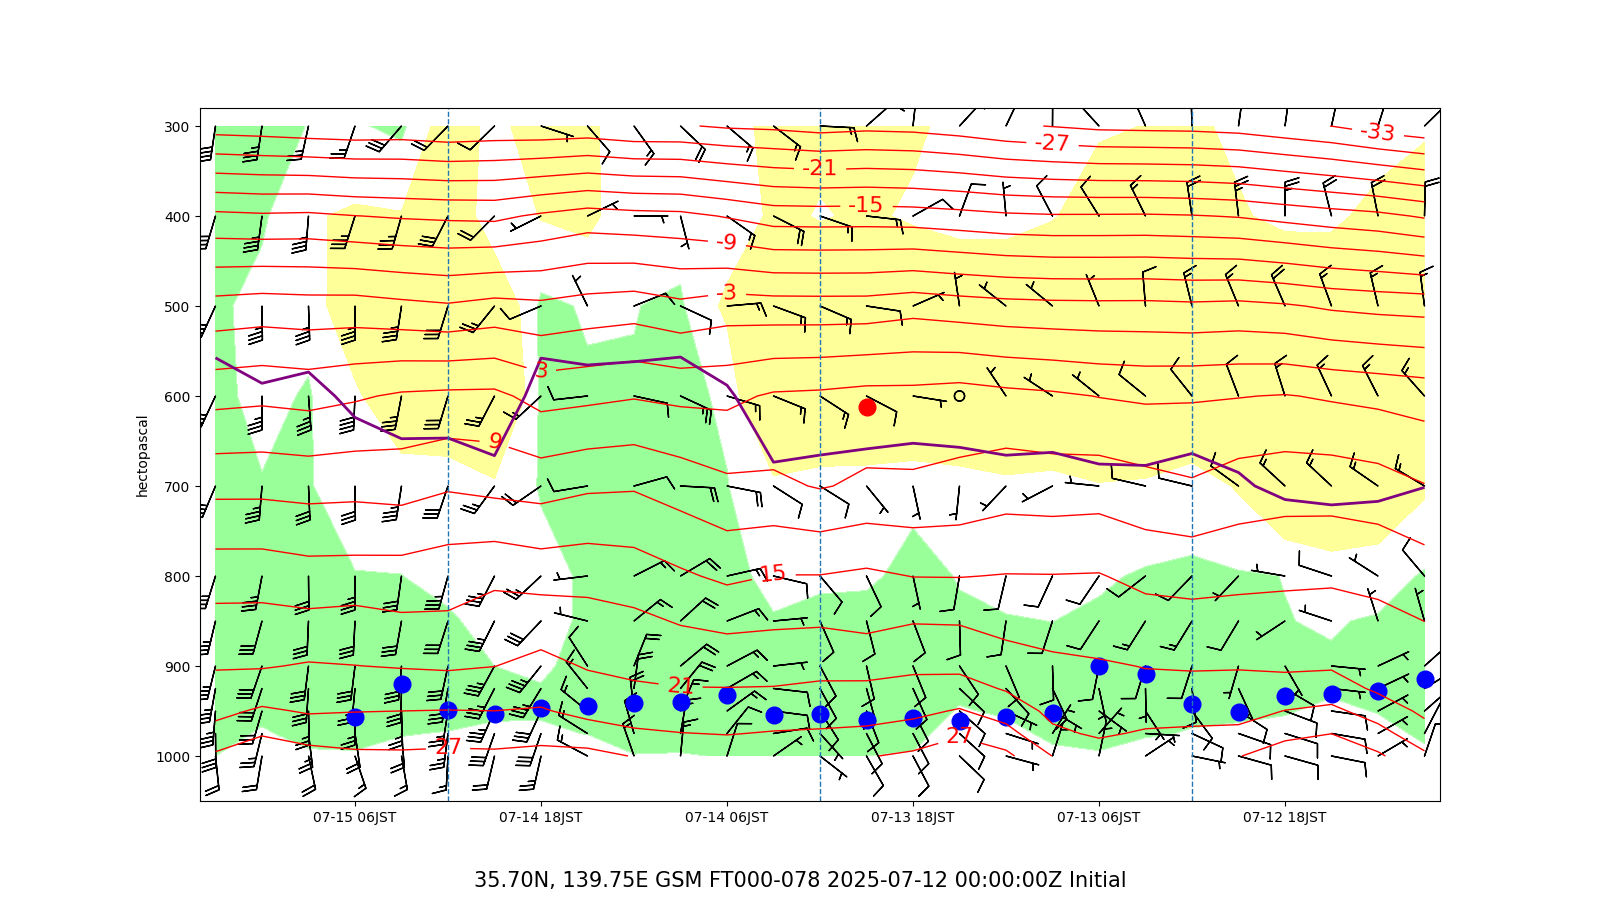 300
-33
-27
-21
400
-15
-9
-3
500
3
600
9
hectopascal
700
15
800
900
21
27
27
1000
07-15 06JST
07-14 18JST
07-14 06JST
07-13 18JST
07-13 06JST
07-12 18JST
35.70N, 139.75E GSM FT000-078 2025-07-12 00:00:00Z Initial